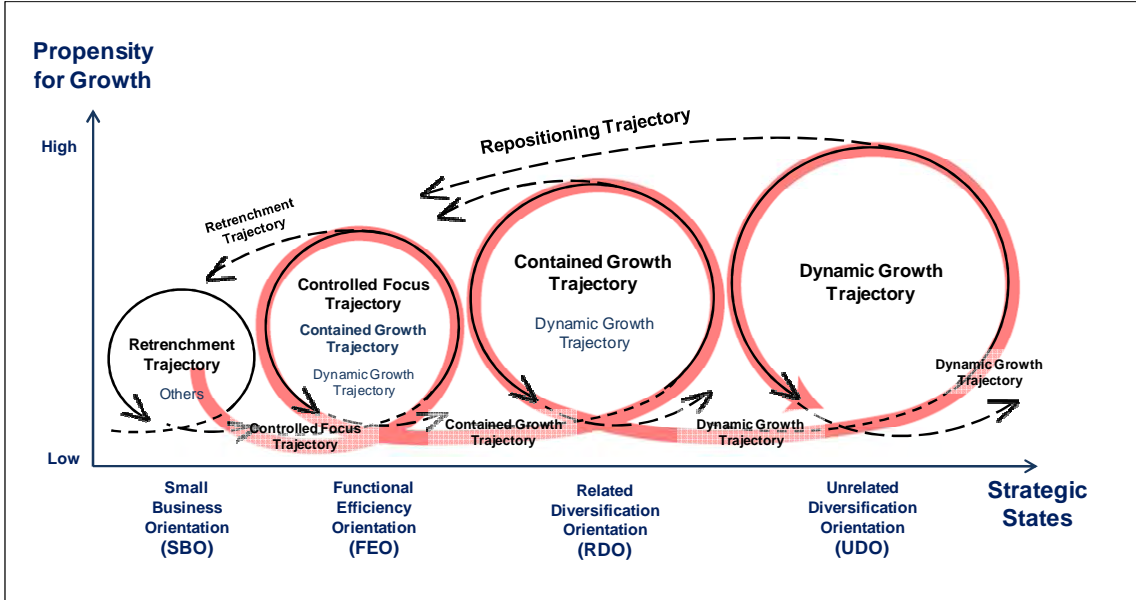 Propensity
for Growth
High
Low
Repositioning Trajectory
Retrenchment
Trajectory
Retrenchment
Trajectory
Others
Controlled Focus
Trajectory
Contained Growth
Trajectory
Dynamic Growth
Trajectory
Contained Growth
Trajectory
Dynamic Growth
Trajectory
Dynamic Growth
Trajectory
Controlled Focus
Trajectory
Contained Growth
Trajectory
Dynamic Growth
Trajectory
Dynamic Growth
Trajectory
Small
Business
Orientation
(SBO)
Functional
Efficiency
Orientation
(FEO)
Related
Diversification
Orientation
(RDO)
Unrelated
Diversification
Orientation
(UDO)
Strategic
States